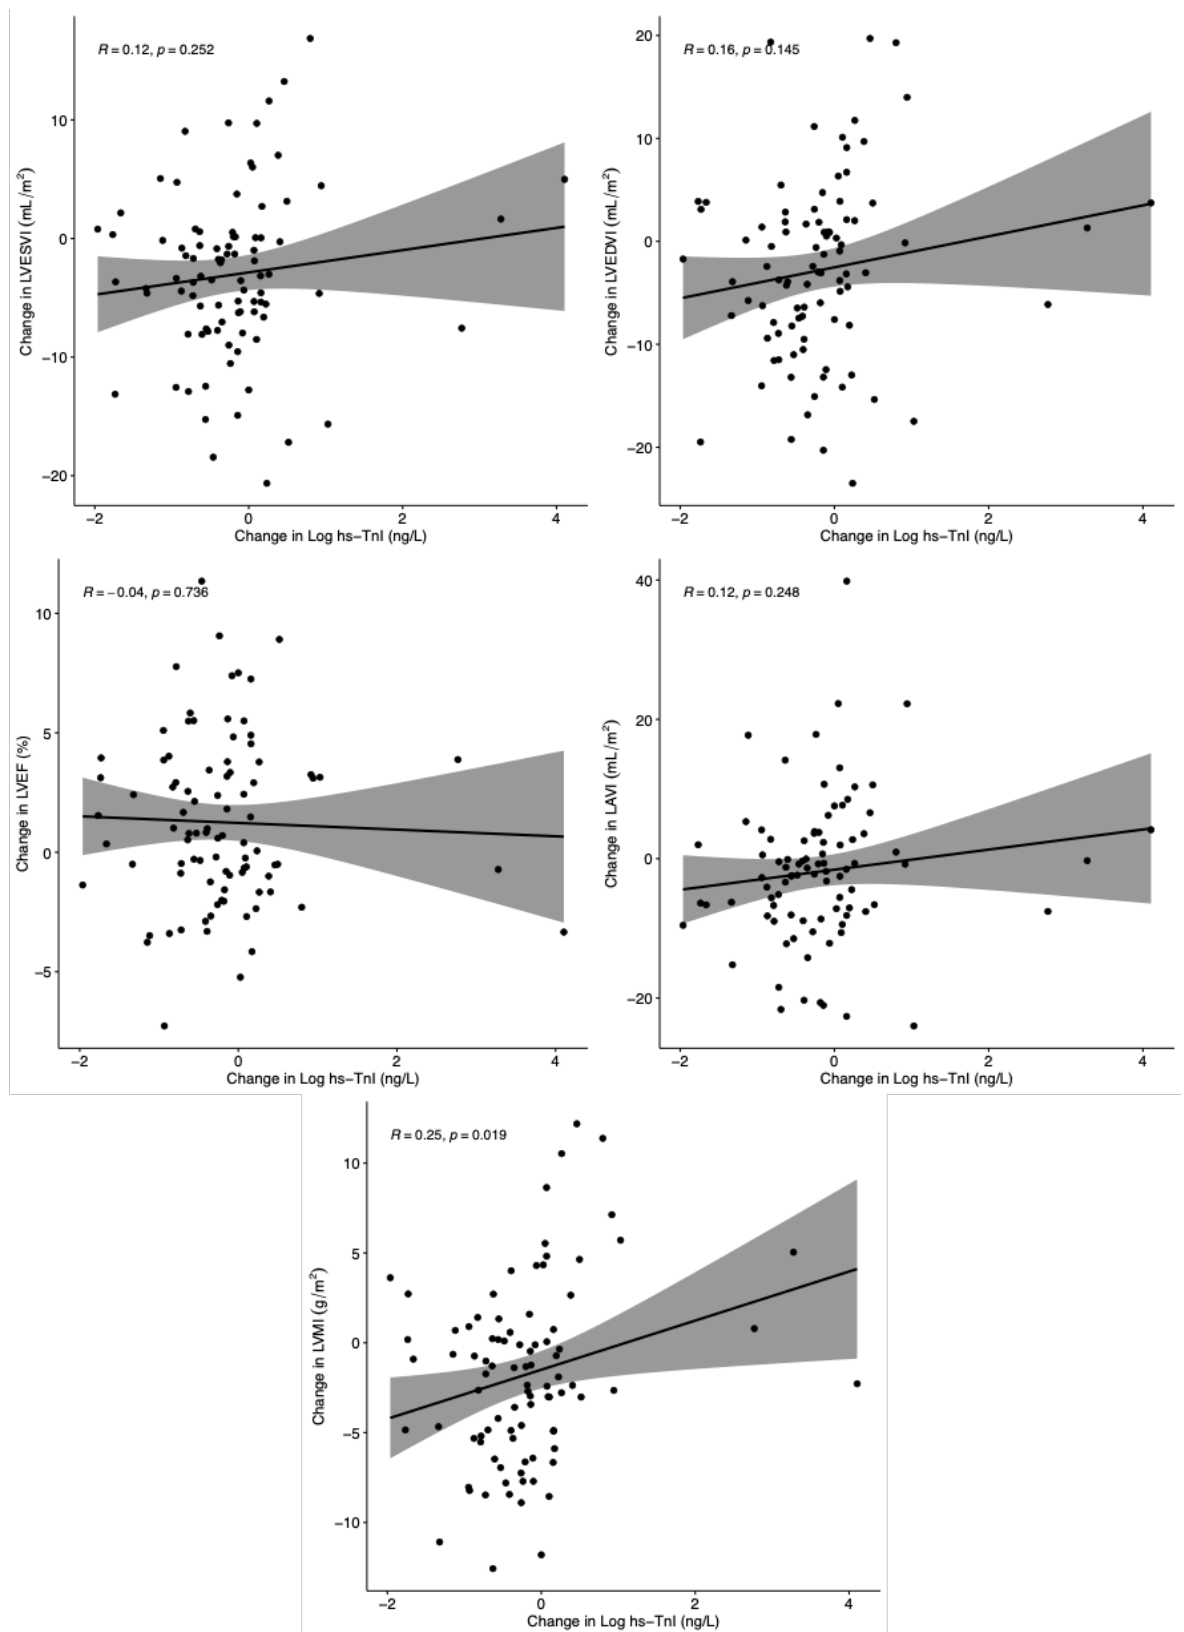 R = 0.12, p = 0.252
Change in LVESVI (mL/m²)
10
0
−10
−20
−2 0 2 4
Change in Log hs−TnI (ng/L)
R = 0.16, p = 0.145
Change in LVEDVI (mL/m²)
20
10
0
−10
−20
−2 0 2 4
Change in Log hs−TnI (ng/L)
R = −0.04, p = 0.736
Change in LVEF (%)
10
5
0
−5
−2 0 2 4
Change in Log hs−TnI (ng/L)
R = 0.12, p = 0.248
Change in LAVI (mL/m²)
40
20
0
−20
−2 0 2 4
Change in Log hs−TnI (ng/L)
R = 0.25, p = 0.019
Change in LVMI (g/m²)
10
5
0
−5
−10
−2 0 2 4
Change in Log hs−TnI (ng/L)